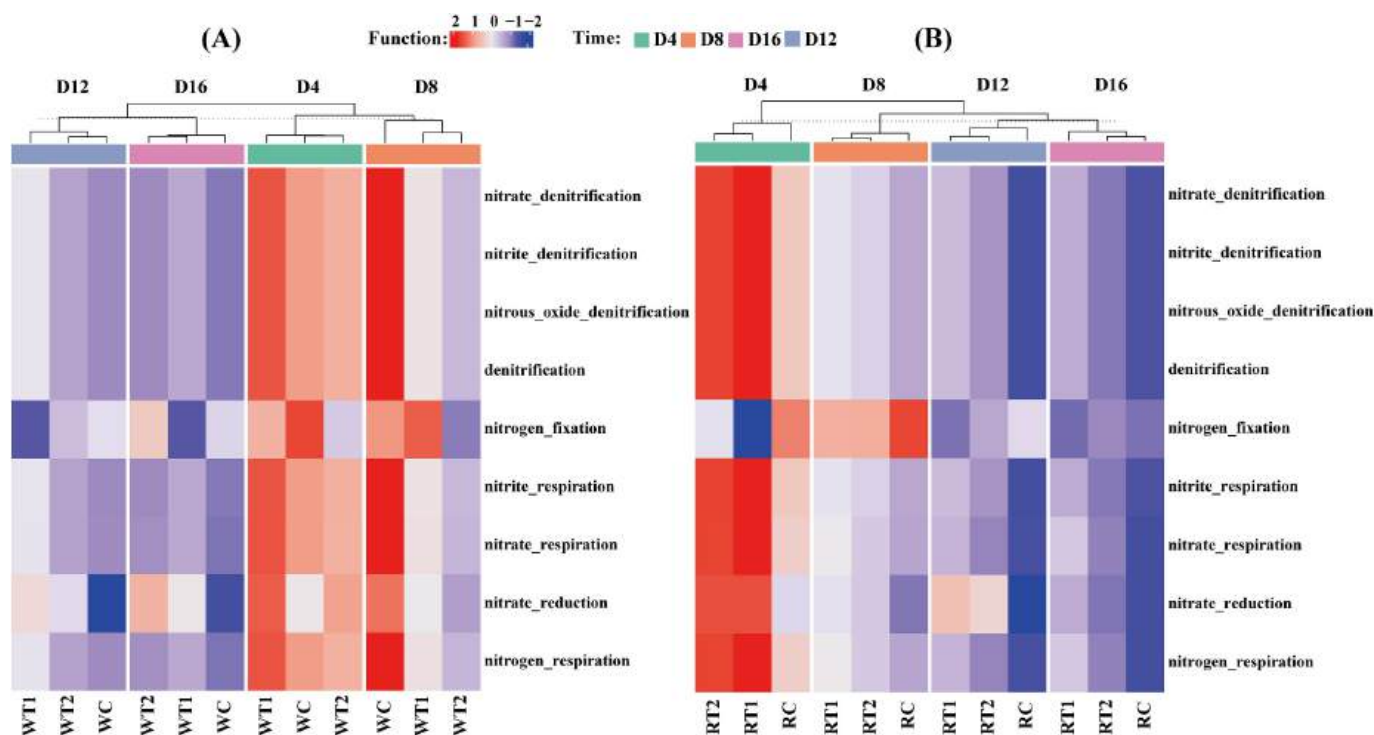 (A)
Function:
2 1 0 −1 −2
Time: D4 D8 D16 D12
(B)
D12 D16 D4 D8
nitrate_denitrification
nitrite_denitrification
nitrous_oxide_denitrification
denitrification
nitrogen_fixation
nitrite_respiration
nitrate_respiration
nitrate_reduction
nitrogen_respiration
WT1 WT2 WC WT2 WT1 WC WT1 WC WT2 WC WT1 WT2
D4 D8 D12 D16
nitrate_denitrification
nitrite_denitrification
nitrous_oxide_denitrification
denitrification
nitrogen_fixation
nitrite_respiration
nitrate_respiration
nitrate_reduction
nitrogen_respiration
RT2 RT1 RC RT1 RT2 RC RT1 RT2 RC RT1 RT2 RC